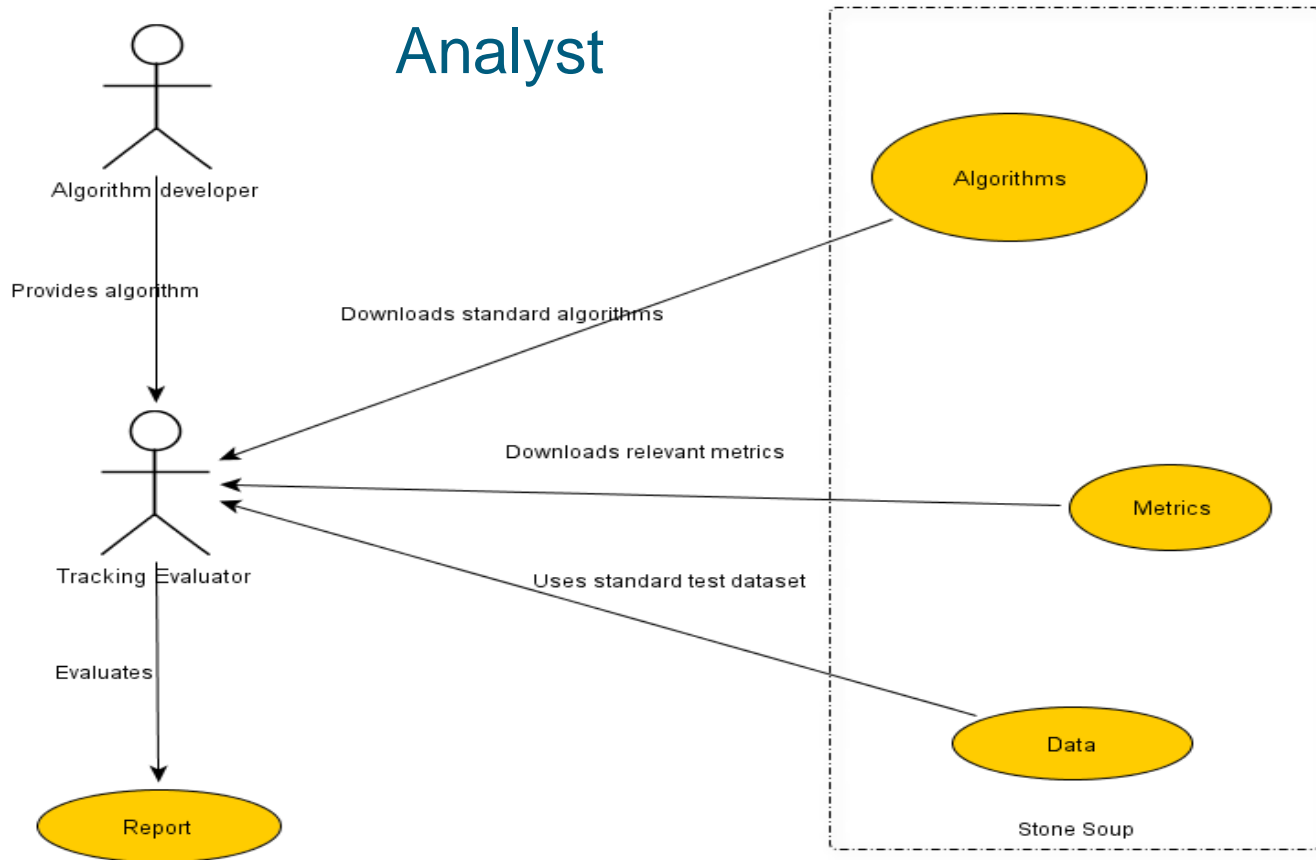 Analyst
Algorithm developer
Algorithms
Provides algorithm
Downloads standard algorithms
Downloads relevant metrics
Metrics
Tracking Evaluator
Uses standard test dataset
Evaluates
Data
Report
Stone Soup